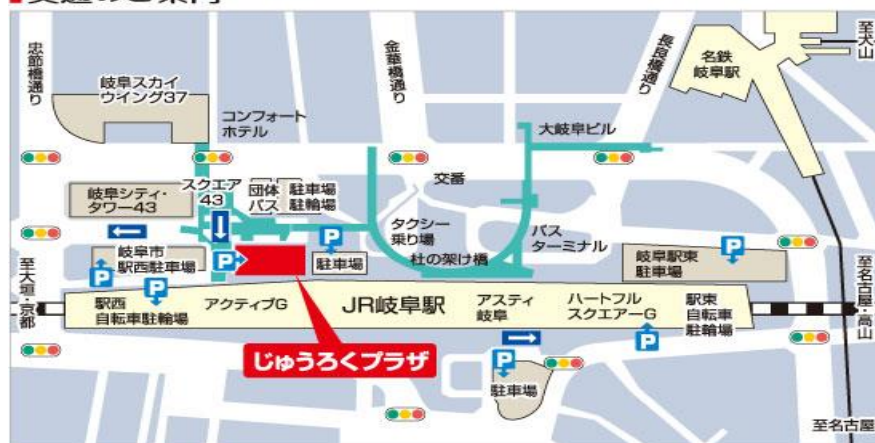 交通のご案内
忠節橋通り
岐阜スカイ
ウイング37
コンフォート
ホテル
金華橋通り
長良橋通り
名鉄
岐阜駅
至犬山
大岐阜ビル
岐阜シティ・
タワー43
スクエア
43
団体
バス
駐車場
駐輪場
交番
タクシー
乗り場
バス
ターミナル
杜の架け橋
岐阜市
駅西駐車場
P
P
P
駐車場
岐阜駅東
駐車場
P
至大垣・京都
駅西
自転車駐輪場
P
アクティブG
JR岐阜駅
アスティ
岐阜
ハートフル
スクエアーG
駅東
自転車
駐輪場
P
至名古屋・高山
じゅうろくプラザ
P
駐車場
至名古屋